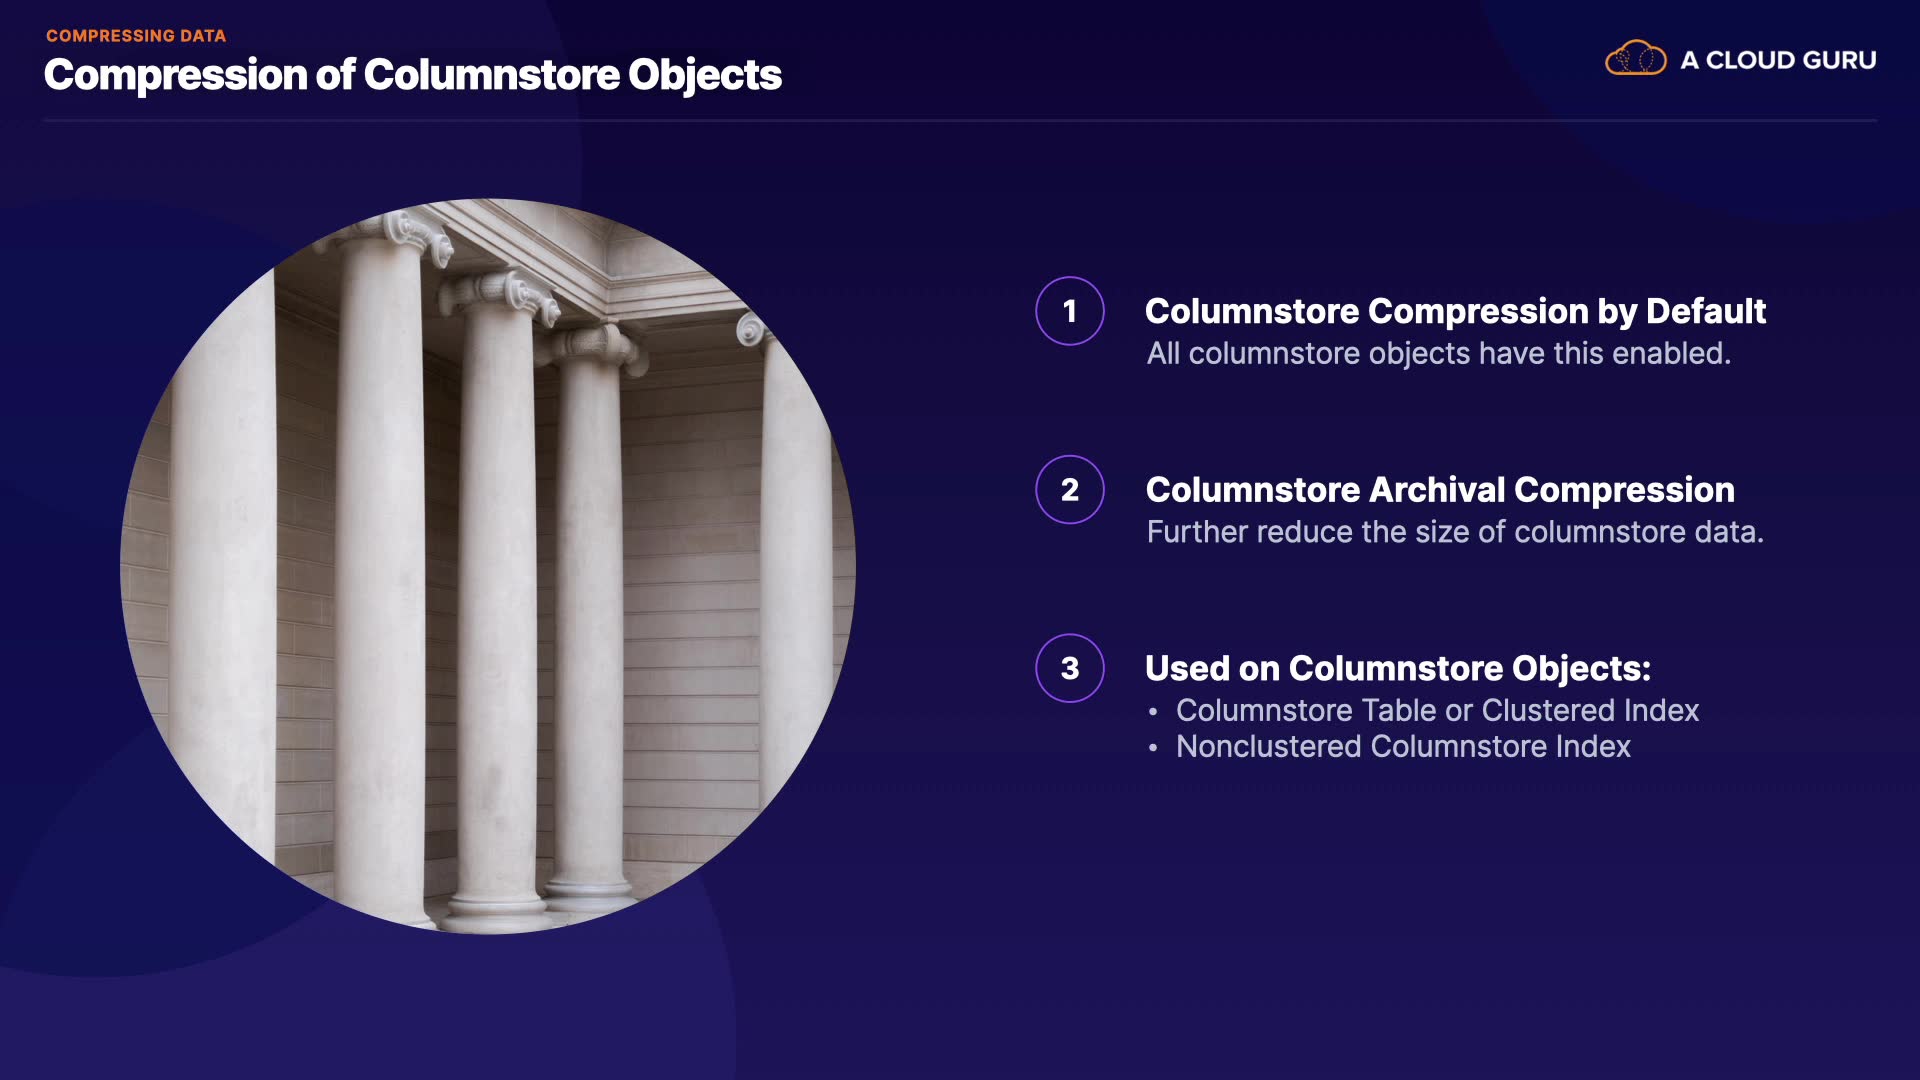 COMPRESSING DATA
Compression of Columnstore Objects
A CLOUD GURU
1
Columnstore Compression by Default
All columnstore objects have this enabled.
2
Columnstore Archival Compression
Further reduce the size of columnstore data.
3
Used on Columnstore Objects:
• Columnstore Table or Clustered Index
• Nonclustered Columnstore Index